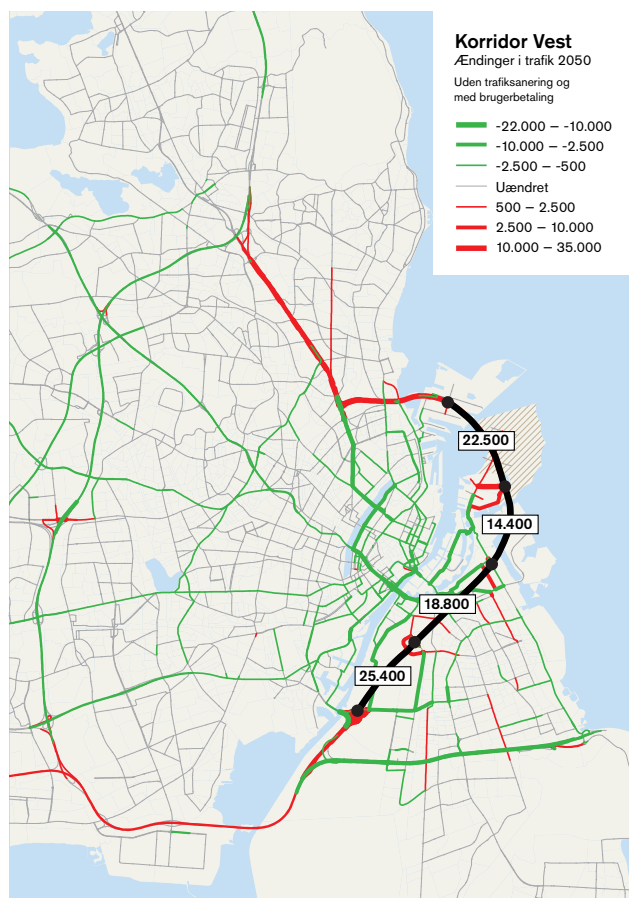 Korridor Vest
Ændinger i trafik 2050
Uden trafiksanering og
med brugerbetaling
-22.000 – -10.000
-10.000 – -2.500
-2.500 – -500
Uændret
500 – 2.500
2.500 – 10.000
10.000 – 35.000
22.500
14.400
18.800
25.400